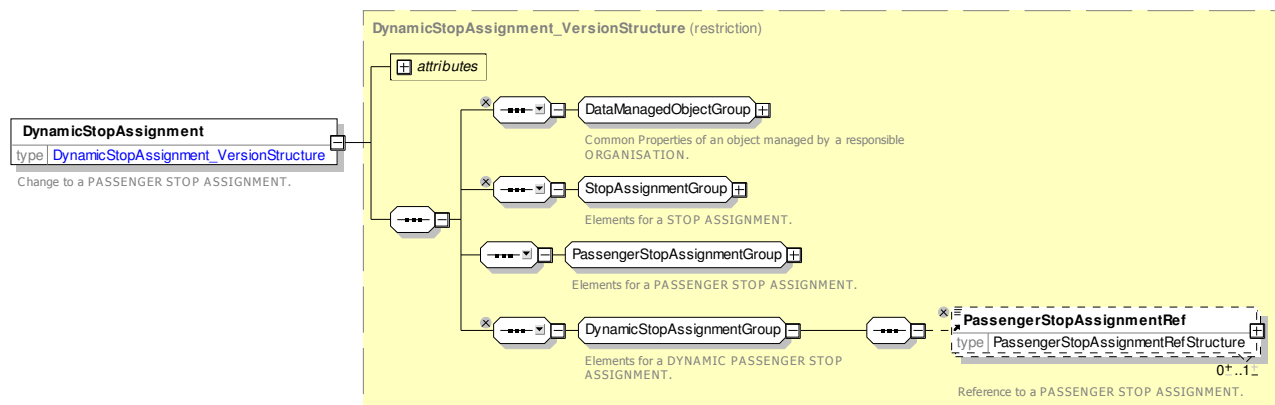 DynamicStopAssignment_VersionStructure (restriction)
attributes
DataManagedObjectGroup
Common Properties of an object managed by a responsible
ORGANISATION.
DynamicStopAssignment
type DynamicStopAssignment_VersionStructure
Change to a PASSENGER STOP ASSIGNMENT.
StopAssignmentGroup
Elements for a STOP ASSIGNMENT.
PassengerStopAssignmentGroup
Elements for a PASSENGER STOP ASSIGNMENT.
DynamicStopAssignmentGroup
Elements for a DYNAMIC PASSENGER STOP
ASSIGNMENT.
PassengerStopAssignmentRef
type PassengerStopAssignmentRefStructure
0..1
Reference to a PASSENGER STOP ASSIGNMENT.